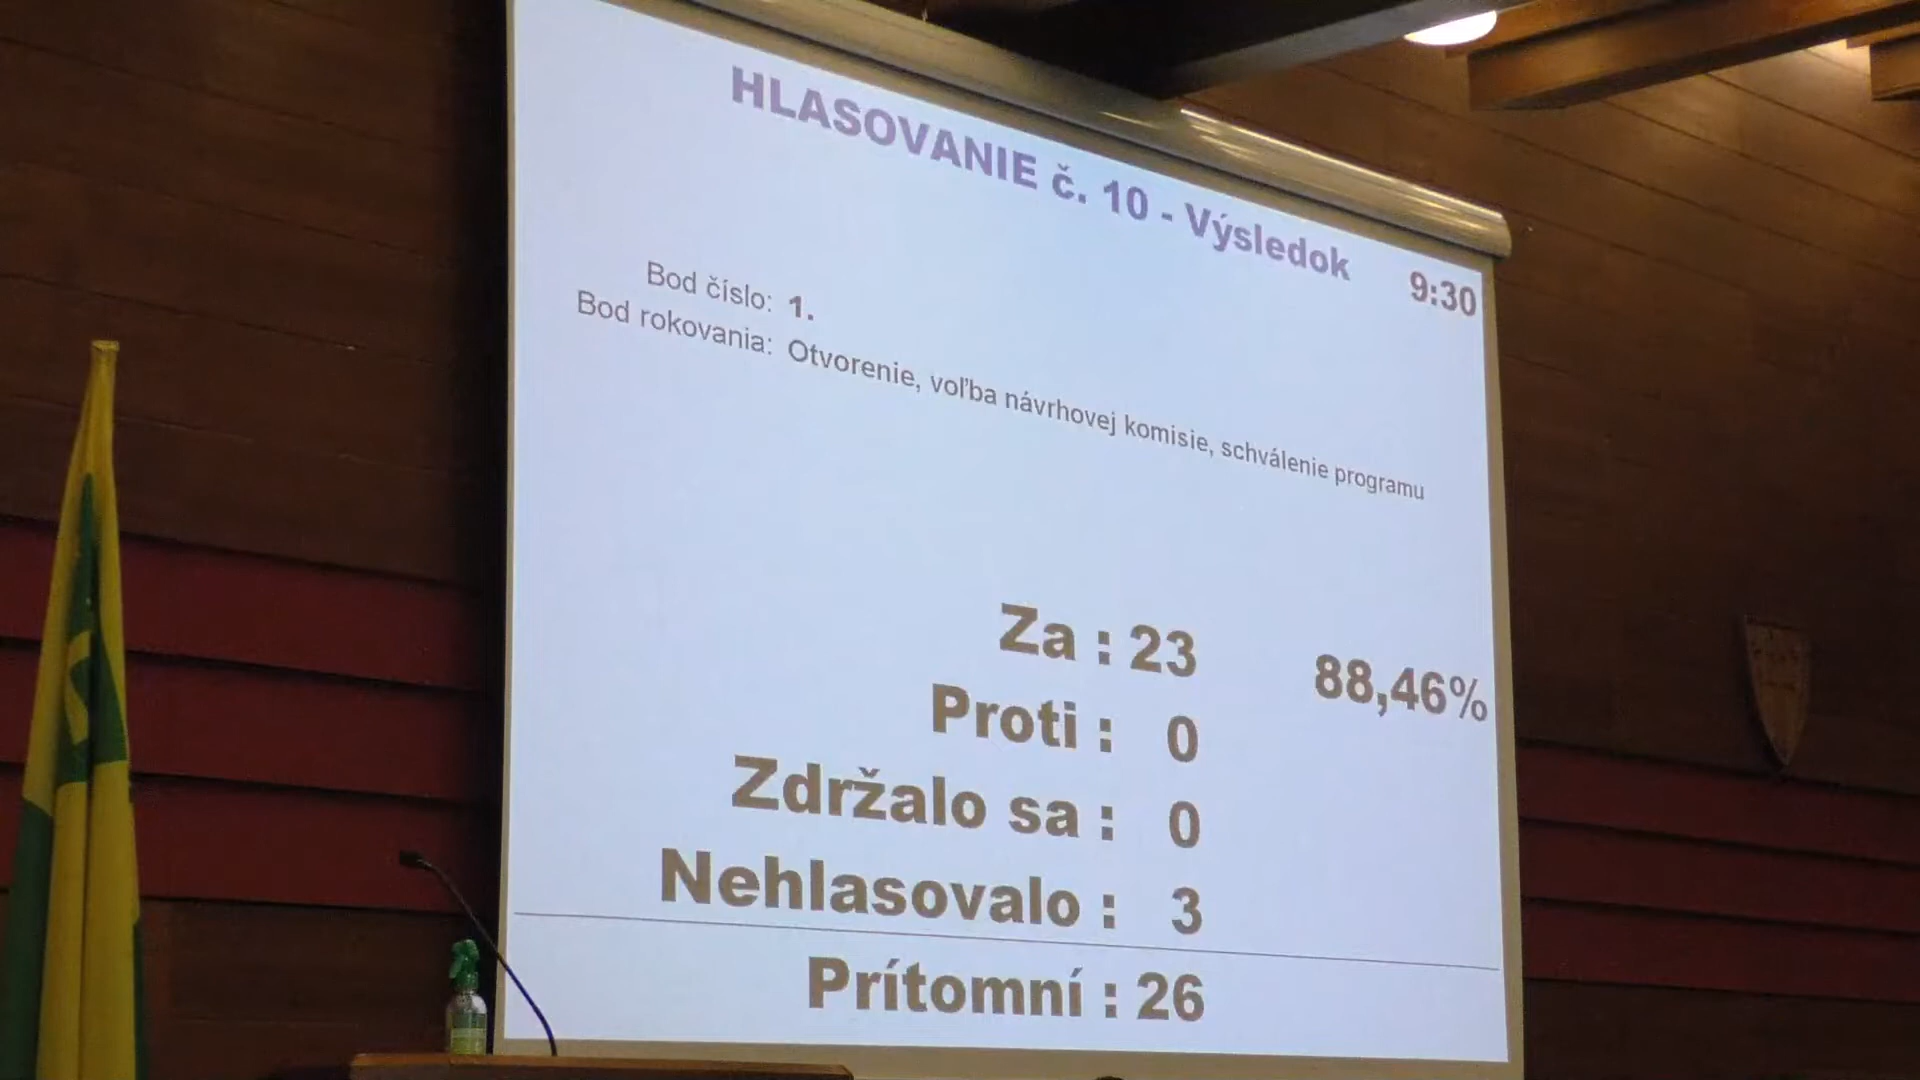 HLASOVANIE č. 10 - Výsledok 9:30
Bod číslo: 1.
Bod rokovania: Otvorenie, voľba návrhovej komisie, schválenie programu
Za : 23 88,46%
Proti : 0
Zdržalo sa : 0
Nehlasovalo : 3
Prítomní : 26